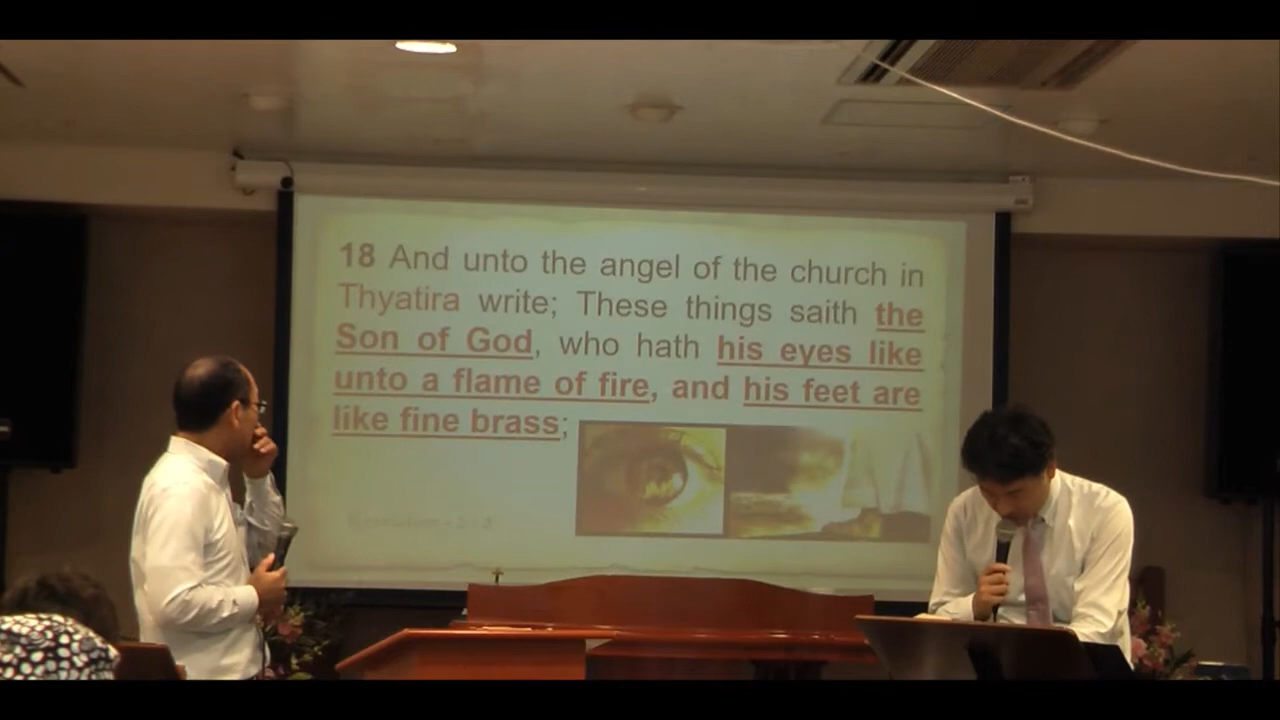 18 And unto the angel of the church in
Thyatira write; These things saith the
Son of God, who hath his eyes like
unto a flame of fire, and his feet are
like fine brass;